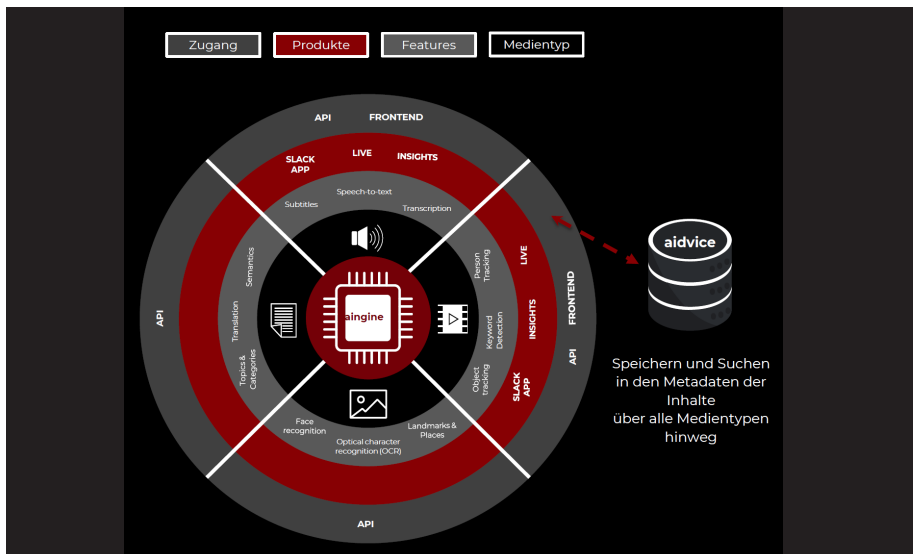 Zugang
Produkte
Features
Medientyp
API
FRONTEND
SLACK
APP
LIVE
INSIGHTS
Subtitles
Speech-to-text
Transcription
API
Semantics
Translation
Topics &
Categories
aingine
Person
Tracking
Keyword
Detection
Object
tracking
LIVE
INSIGHTS
SLACK
APP
FRONTEND
API
Face
recognition
Optical character
recognition (OCR)
Landmarks &
Places
API
aidvice
Speichern und Suchen
in den Metadaten der
Inhalte
über alle Medientypen
hinweg